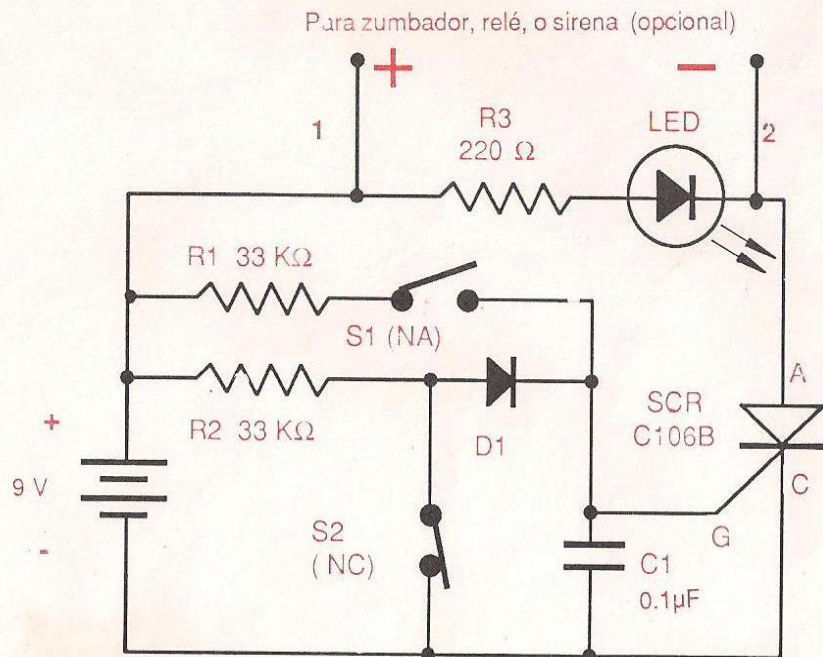 Para zumbador, relé, o sirena (opcional)
+
-
1
R3
220 Ω
LED
2
R1 33 KΩ
S1 (NA)
A
SCR
C106B
R2 33 KΩ
D1
+
9 V
-
C
G
S2
( NC)
C1
0.1µF